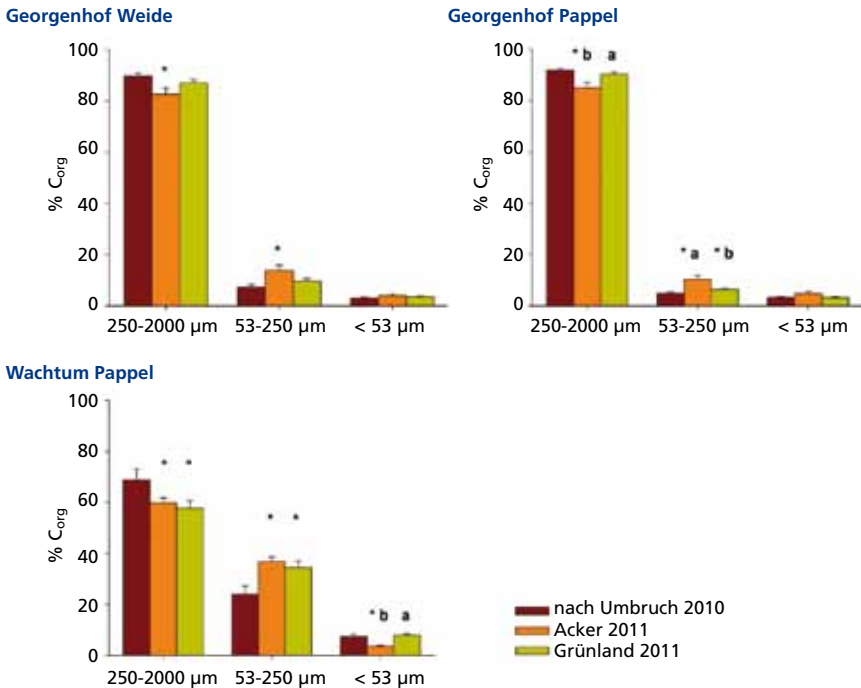 Georgenhof Weide
Georgenhof Pappel
100
80
60
40
20
0
% Corg
*
*
250-2000 µm 53-250 µm < 53 µm
100
80
60
40
20
0
% Corg
* b a
* a * b
250-2000 µm 53-250 µm < 53 µm
Wachtum Pappel
100
80
60
40
20
0
% Corg
* *
* *
* b a
250-2000 µm 53-250 µm < 53 µm
nach Umbruch 2010
Acker 2011
Grünland 2011